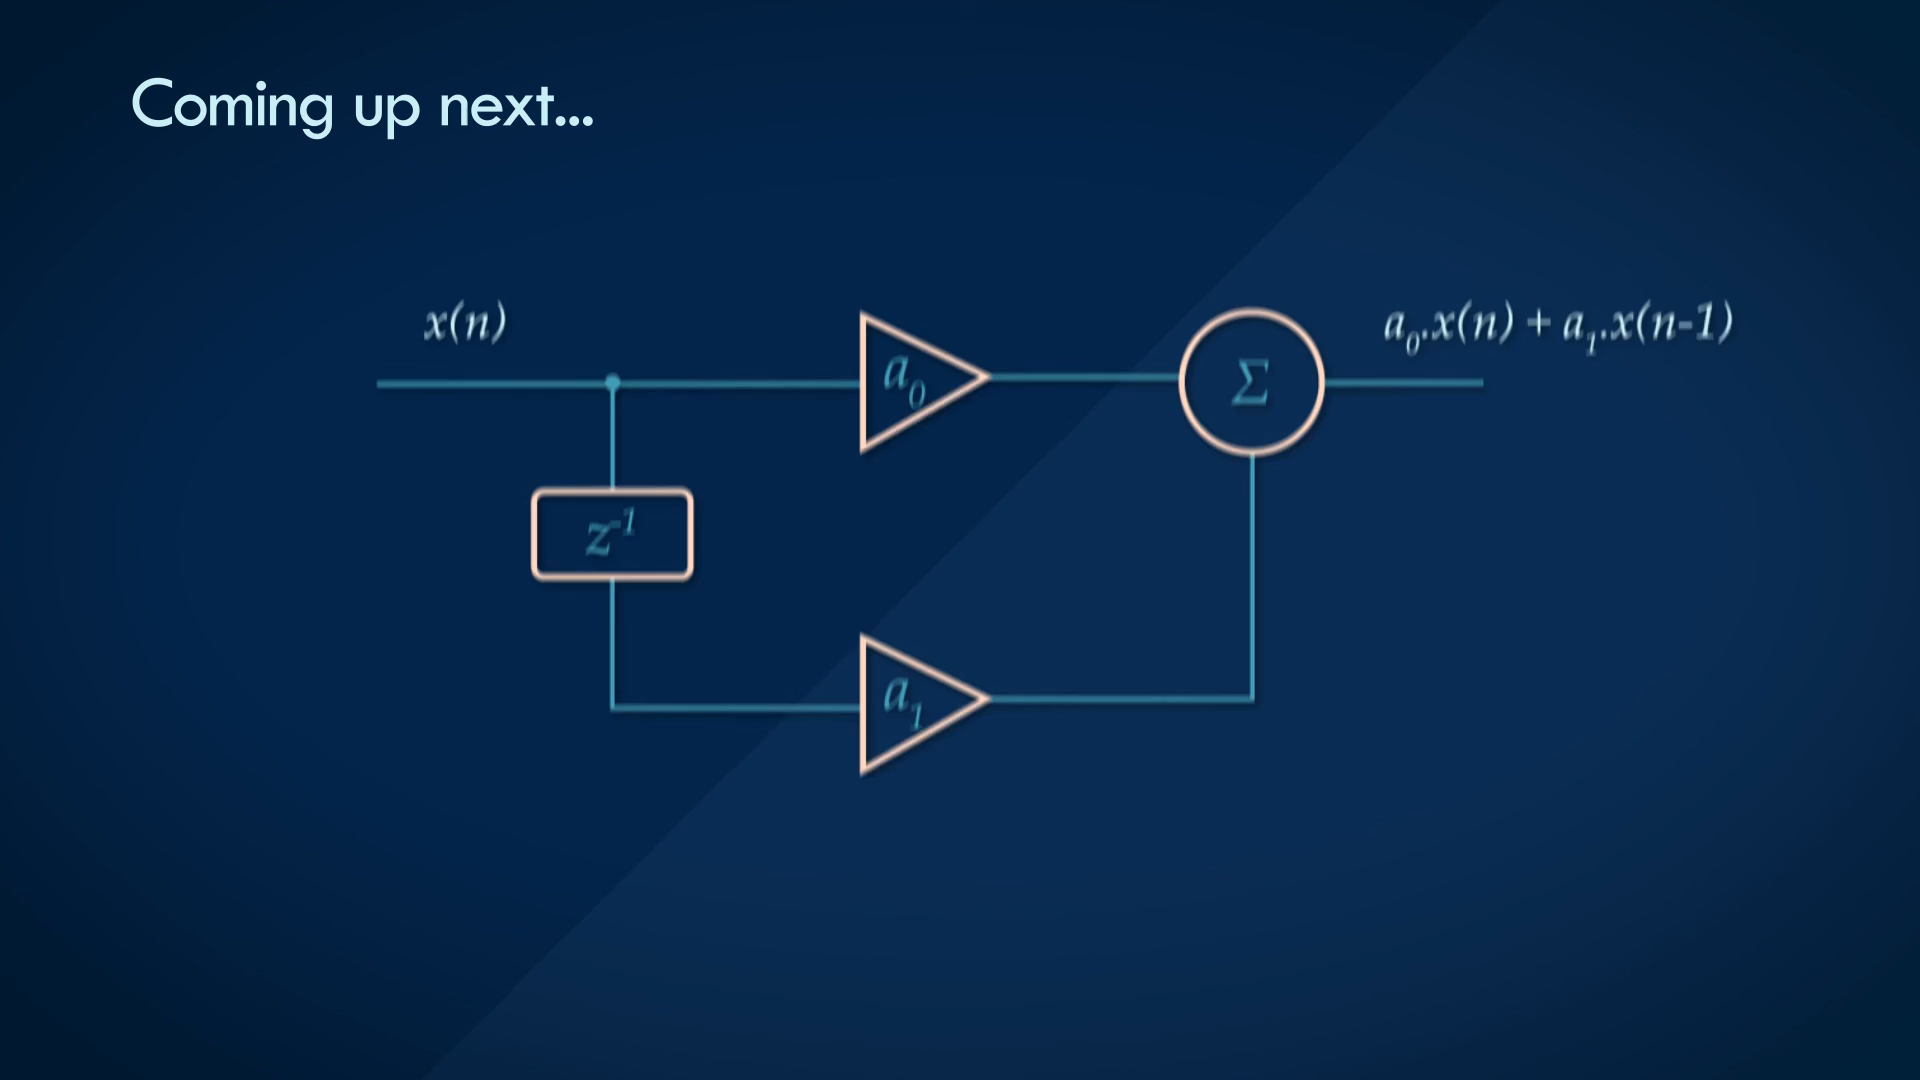 Coming up next...
x(n)
a₀
Σ
a₀.x(n) + a₁.x(n-1)
z⁻¹
a₁